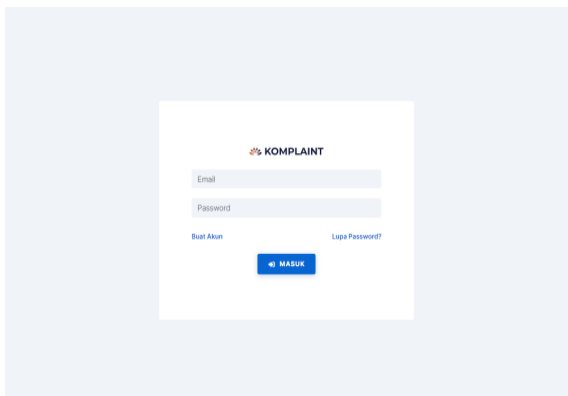 KOMPLAINT
Email
Password
Buat Akun Lupa Password?
MASUK